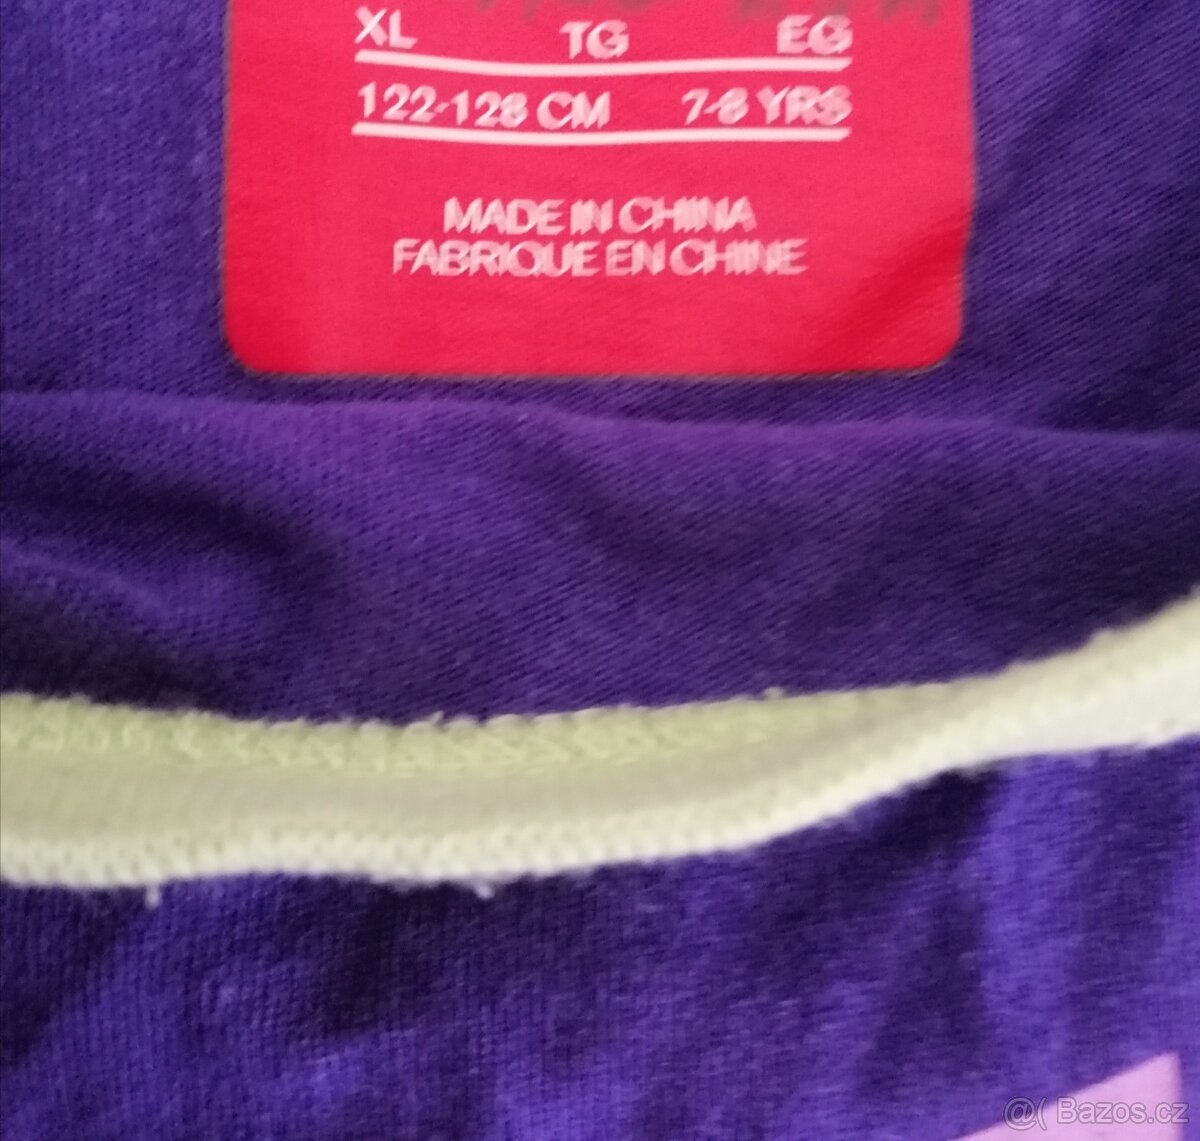 XL TG EG
122-128 CM 7-8 YRS
MADE IN CHINA
FABRIQUE EN CHINE
@( Bazos.cz